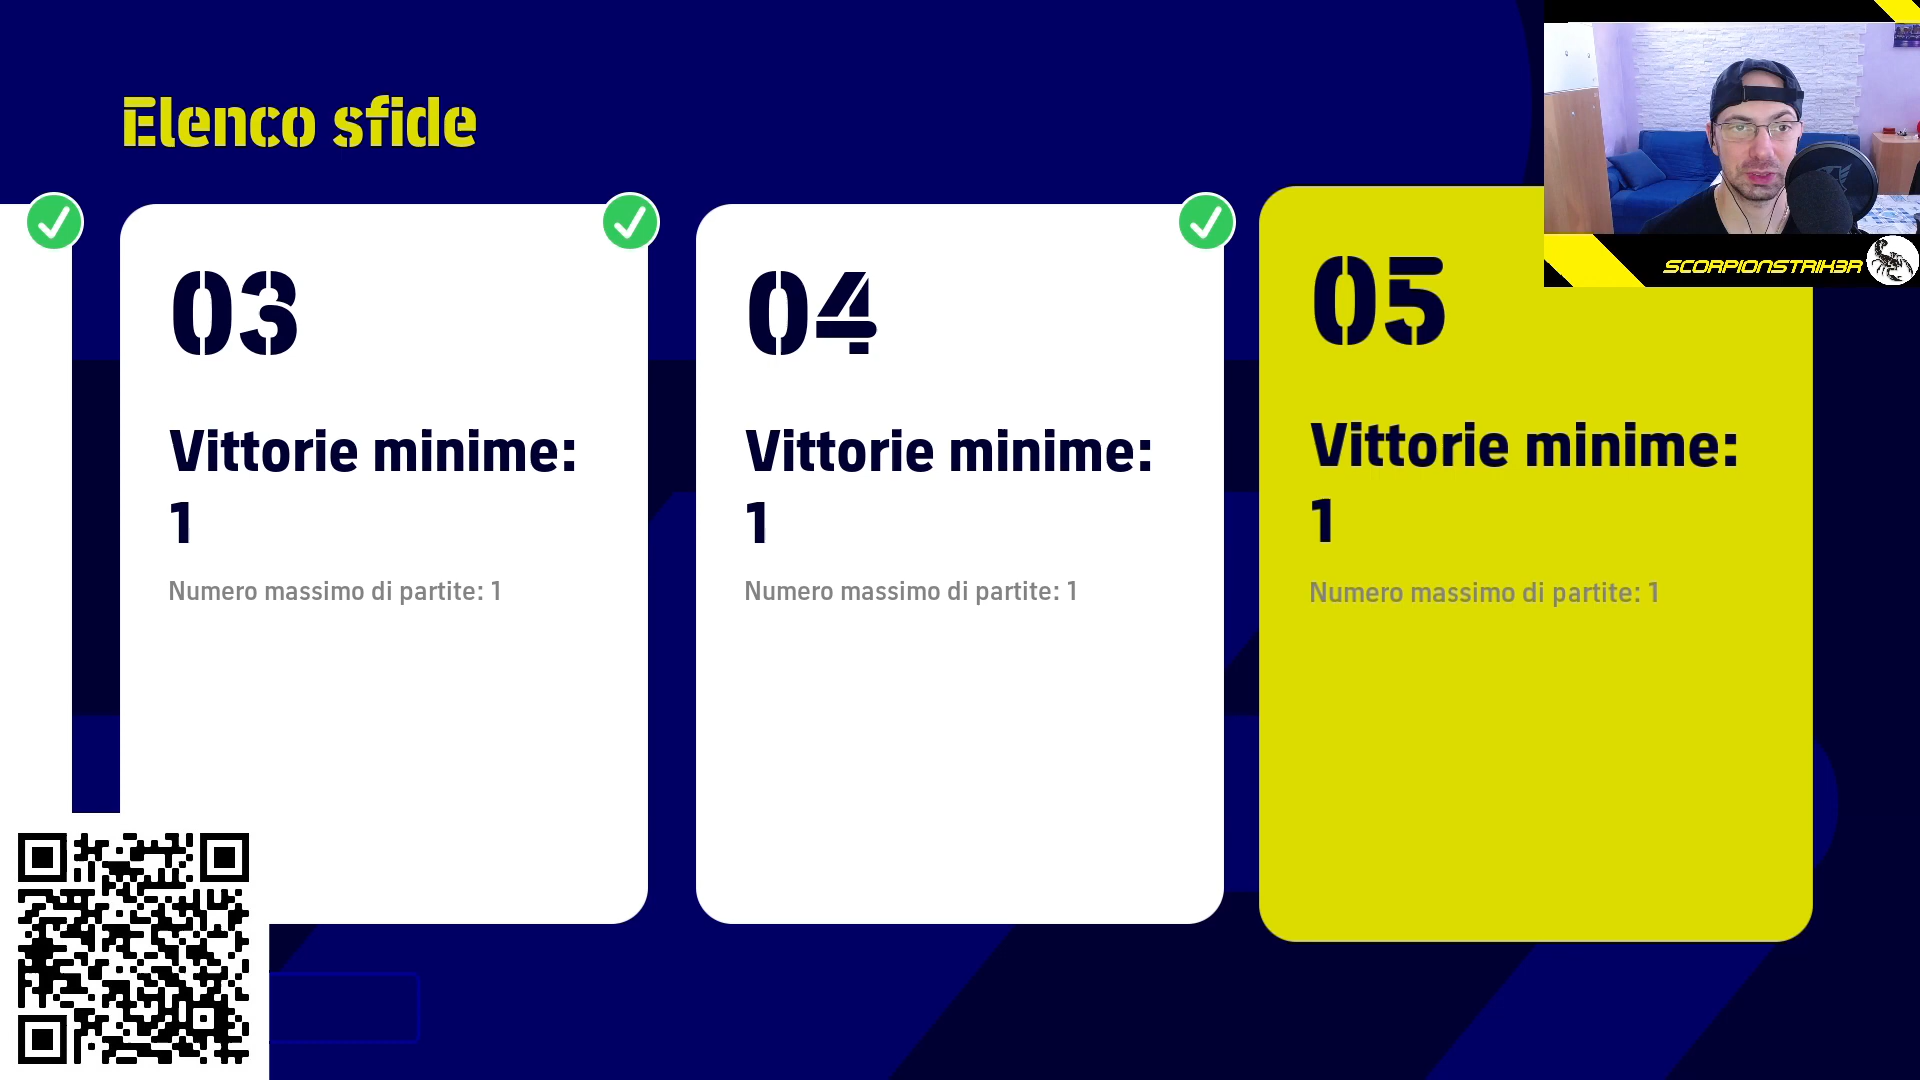 Elenco sfide
03
Vittorie minime:
1
Numero massimo di partite: 1
04
Vittorie minime:
1
Numero massimo di partite: 1
05
Vittorie minime:
1
Numero massimo di partite: 1
SCORPIONSTRIK3R